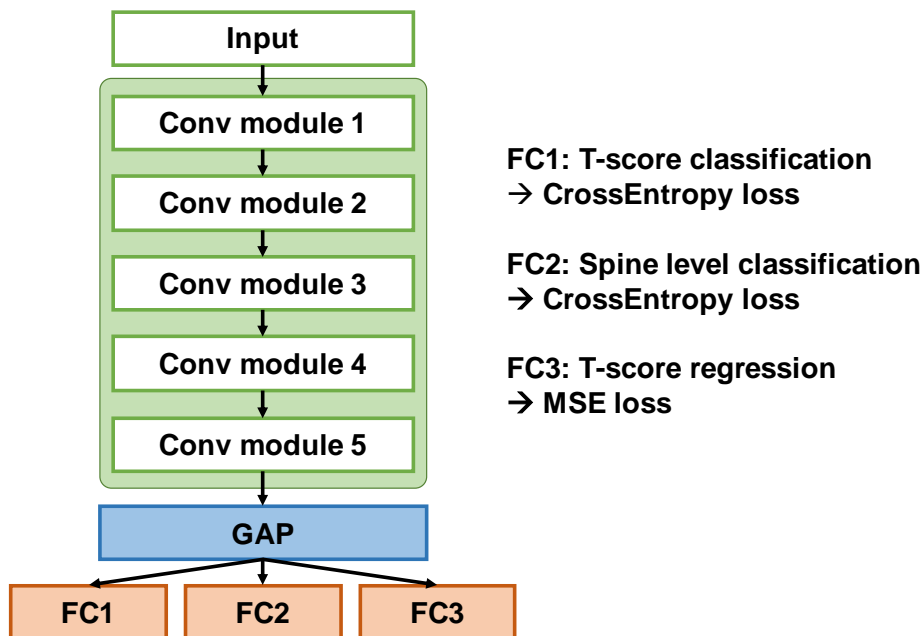 Input
Conv module 1
Conv module 2
Conv module 3
Conv module 4
Conv module 5
GAP
FC1
FC2
FC3
FC1: T-score classification
→ CrossEntropy loss
FC2: Spine level classification
→ CrossEntropy loss
FC3: T-score regression
→ MSE loss